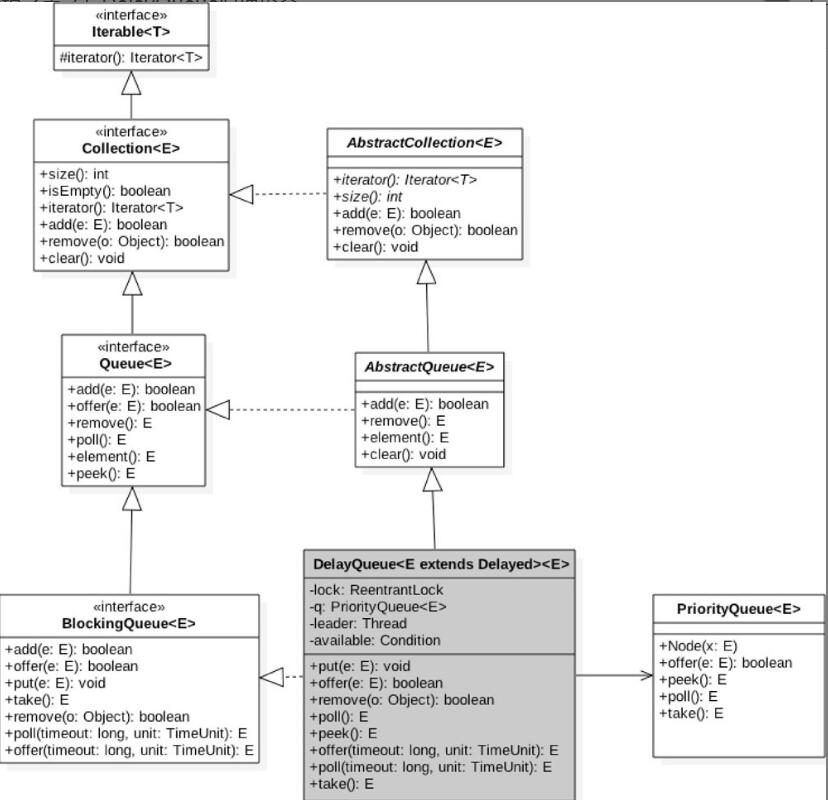 «interface»
Iterable<T>
#iterator(): Iterator<T>
«interface»
Collection<E>
+size(): int
+isEmpty(): boolean
+iterator(): Iterator<T>
+add(e: E): boolean
+remove(o: Object): boolean
+clear(): void
AbstractCollection<E>
+iterator(): Iterator<T>
+size(): int
+add(e: E): boolean
+remove(o: Object): boolean
+clear(): void
«interface»
Queue<E>
+add(e: E): boolean
+offer(e: E): boolean
+remove(): E
+poll(): E
+element(): E
+peek(): E
AbstractQueue<E>
+add(e: E): boolean
+remove(): E
+element(): E
+clear(): void
«interface»
BlockingQueue<E>
+add(e: E): boolean
+offer(e: E): boolean
+put(e: E): void
+take(): E
+remove(o: Object): boolean
+poll(timeout: long, unit: TimeUnit): E
+offer(timeout: long, unit: TimeUnit): E
DelayQueue<E extends Delayed><E>
-lock: ReentrantLock
-q: PriorityQueue<E>
-leader: Thread
-available: Condition
+put(e: E): void
+offer(e: E): boolean
+remove(o: Object): boolean
+poll(): E
+peek(): E
+offer(timeout: long, unit: TimeUnit): E
+poll(timeout: long, unit: TimeUnit): E
+take(): E
PriorityQueue<E>
+Node(x: E)
+offer(e: E): boolean
+peek(): E
+poll(): E
+take(): E